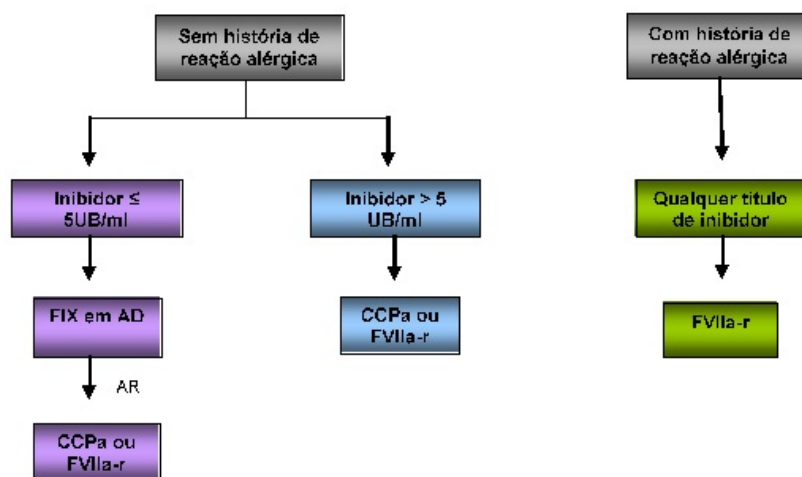 Sem história de
reação alérgica
Com história de
reação alérgica
Inibidor ≤
5UB/ml
Inibidor > 5
UB/ml
Qualquer título
de inibidor
FIX em AD
CCPa ou
FVIIa-r
FVIIa-r
AR
CCPa ou
FVIIa-r